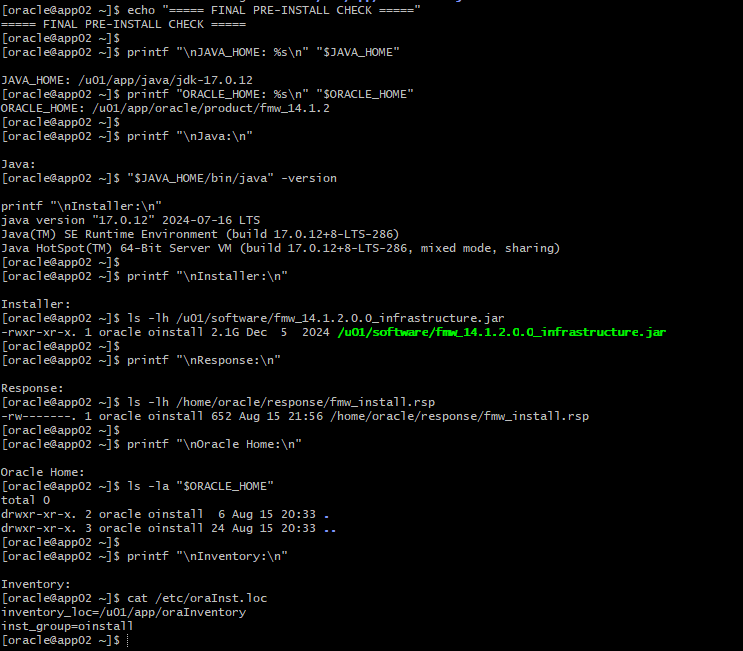 [oracle@app02 ~]$ echo "===== FINAL PRE-INSTALL CHECK ====="
===== FINAL PRE-INSTALL CHECK =====
[oracle@app02 ~]$
[oracle@app02 ~]$ printf "\nJAVA_HOME: %s\n" "$JAVA_HOME"
JAVA_HOME: /u01/app/java/jdk-17.0.12
[oracle@app02 ~]$ printf "ORACLE_HOME: %s\n" "$ORACLE_HOME"
ORACLE_HOME: /u01/app/oracle/product/fmw_14.1.2
[oracle@app02 ~]$
[oracle@app02 ~]$ printf "\nJava:\n"
Java:
[oracle@app02 ~]$ "$JAVA_HOME/bin/java" -version
printf "\nInstaller:\n"
java version "17.0.12" 2024-07-16 LTS
Java(TM) SE Runtime Environment (build 17.0.12+8-LTS-286)
Java HotSpot(TM) 64-Bit Server VM (build 17.0.12+8-LTS-286, mixed mode, sharing)
[oracle@app02 ~]$
[oracle@app02 ~]$ printf "\nInstaller:\n"
Installer:
[oracle@app02 ~]$ ls -lh /u01/software/fmw_14.1.2.0.0_infrastructure.jar
-rwxr-xr-x. 1 oracle oinstall 2.1G Dec  5  2024 /u01/software/fmw_14.1.2.0.0_infrastructure.jar
[oracle@app02 ~]$
[oracle@app02 ~]$ printf "\nResponse:\n"
Response:
[oracle@app02 ~]$ ls -lh /home/oracle/response/fmw_install.rsp
-rw-------. 1 oracle oinstall 652 Aug 15 21:56 /home/oracle/response/fmw_install.rsp
[oracle@app02 ~]$
[oracle@app02 ~]$ printf "\nOracle Home:\n"
Oracle Home:
[oracle@app02 ~]$ ls -la "$ORACLE_HOME"
total 0
drwxr-xr-x. 2 oracle oinstall  6 Aug 15 20:33 .
drwxr-xr-x. 3 oracle oinstall 24 Aug 15 20:33 ..
[oracle@app02 ~]$
[oracle@app02 ~]$ printf "\nInventory:\n"
Inventory:
[oracle@app02 ~]$ cat /etc/oraInst.loc
inventory_loc=/u01/app/oraInventory
inst_group=oinstall
[oracle@app02 ~]$